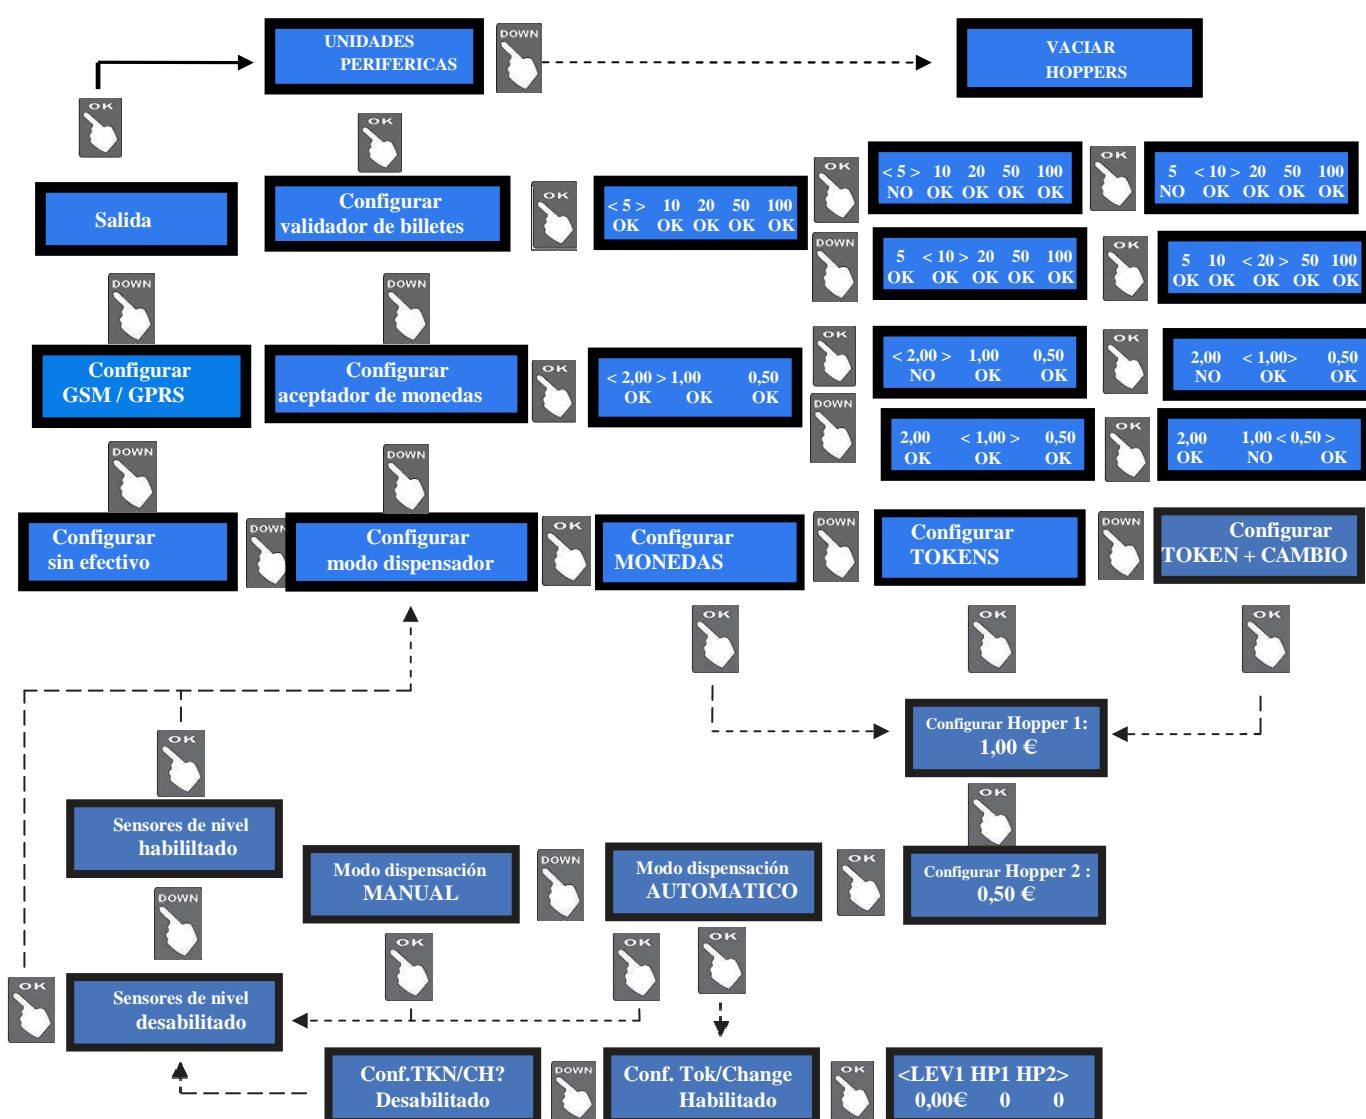 UNIDADES
PERIFERICAS
DOWN
VACIAR
HOPPERS
OK
OK
Salida
Configurar
validador de billetes
OK
< 5 > 10 20 50 100
OK OK OK OK OK
OK
< 5 > 10 20 50 100
NO OK OK OK OK
OK
5 < 10 > 20 50 100
NO OK OK OK OK
DOWN
5 < 10 > 20 50 100
OK OK OK OK OK
OK
5 10 < 20 > 50 100
OK OK OK OK OK
DOWN
DOWN
Configurar
GSM / GPRS
Configurar
aceptador de monedas
OK
< 2,00 > 1,00 0,50
OK OK OK
OK
< 2,00 > 1,00 0,50
NO OK OK
OK
2,00 < 1,00> 0,50
NO OK OK
DOWN
2,00 < 1,00 > 0,50
OK OK OK
OK
2,00 1,00 < 0,50 >
OK NO OK
DOWN
DOWN
Configurar
sin efectivo
DOWN
Configurar
modo dispensador
OK
Configurar
MONEDAS
DOWN
Configurar
TOKENS
DOWN
Configurar
TOKEN + CAMBIO
OK
OK
OK
Configurar Hopper 1:
1,00 €
OK
OK
Sensores de nivel
habililtado
Modo dispensación
MANUAL
DOWN
Modo dispensación
AUTOMATICO
OK
Configurar Hopper 2 :
0,50 €
DOWN
OK
OK
OK
OK
Sensores de nivel
desabilitado
Conf.TKN/CH?
Desabilitado
DOWN
Conf. Tok/Change
Habilitado
OK
<LEV1 HP1 HP2>
0,00€ 0 0